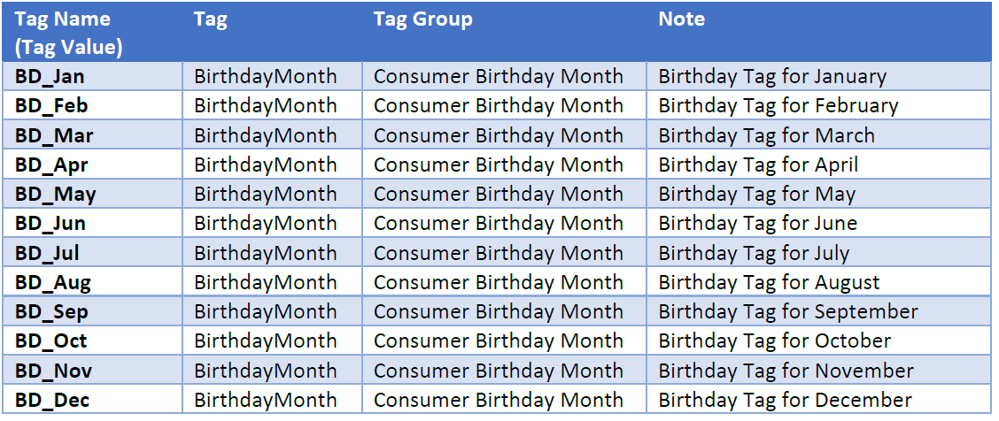 Tag Name Tag Tag Group Note
(Tag Value)
BD_Jan BirthdayMonth Consumer Birthday Month Birthday Tag for January
BD_Feb BirthdayMonth Consumer Birthday Month Birthday Tag for February
BD_Mar BirthdayMonth Consumer Birthday Month Birthday Tag for March
BD_Apr BirthdayMonth Consumer Birthday Month Birthday Tag for April
BD_May BirthdayMonth Consumer Birthday Month Birthday Tag for May
BD_Jun BirthdayMonth Consumer Birthday Month Birthday Tag for June
BD_Jul BirthdayMonth Consumer Birthday Month Birthday Tag for July
BD_Aug BirthdayMonth Consumer Birthday Month Birthday Tag for August
BD_Sep BirthdayMonth Consumer Birthday Month Birthday Tag for September
BD_Oct BirthdayMonth Consumer Birthday Month Birthday Tag for October
BD_Nov BirthdayMonth Consumer Birthday Month Birthday Tag for November
BD_Dec BirthdayMonth Consumer Birthday Month Birthday Tag for December